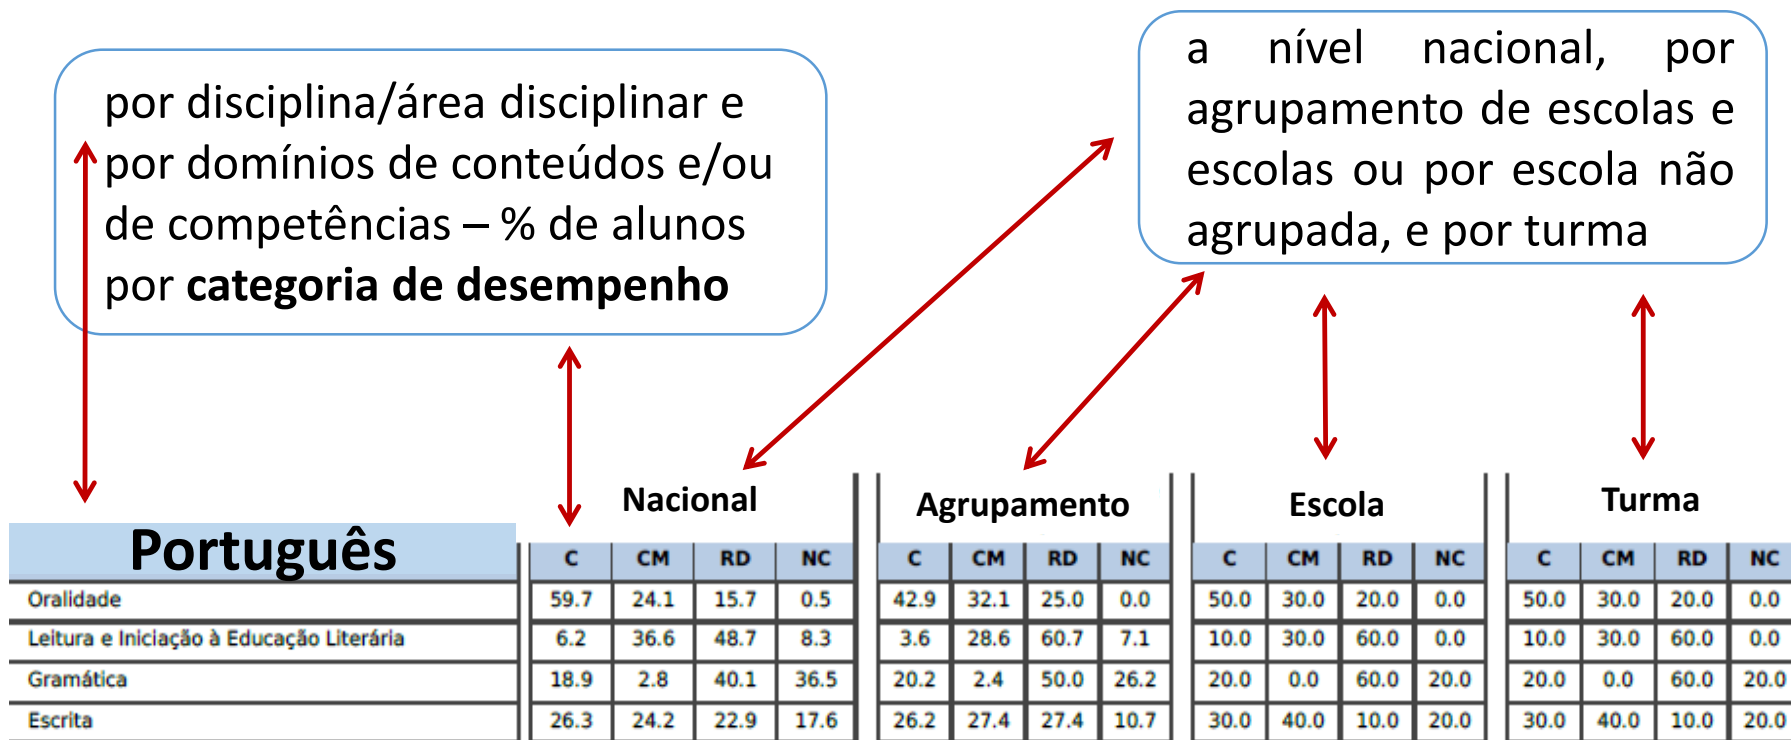 por disciplina/área disciplinar e
por domínios de conteúdos e/ou
de competências – % de alunos
por categoria de desempenho
a nível nacional, por
agrupamento de escolas e
escolas ou por escola não
agrupada, e por turma
Nacional Agrupamento Escola Turma
Português C CM RD NC C CM RD NC C CM RD NC C CM RD NC
Oralidade 59.7 24.1 15.7 0.5 42.9 32.1 25.0 0.0 50.0 30.0 20.0 0.0 50.0 30.0 20.0 0.0
Leitura e Iniciação à Educação Literária 6.2 36.6 48.7 8.3 3.6 28.6 60.7 7.1 10.0 30.0 60.0 0.0 10.0 30.0 60.0 0.0
Gramática 18.9 2.8 40.1 36.5 20.2 2.4 50.0 26.2 20.0 0.0 60.0 20.0 20.0 0.0 60.0 20.0
Escrita 26.3 24.2 22.9 17.6 26.2 27.4 27.4 10.7 30.0 40.0 10.0 20.0 30.0 40.0 10.0 20.0